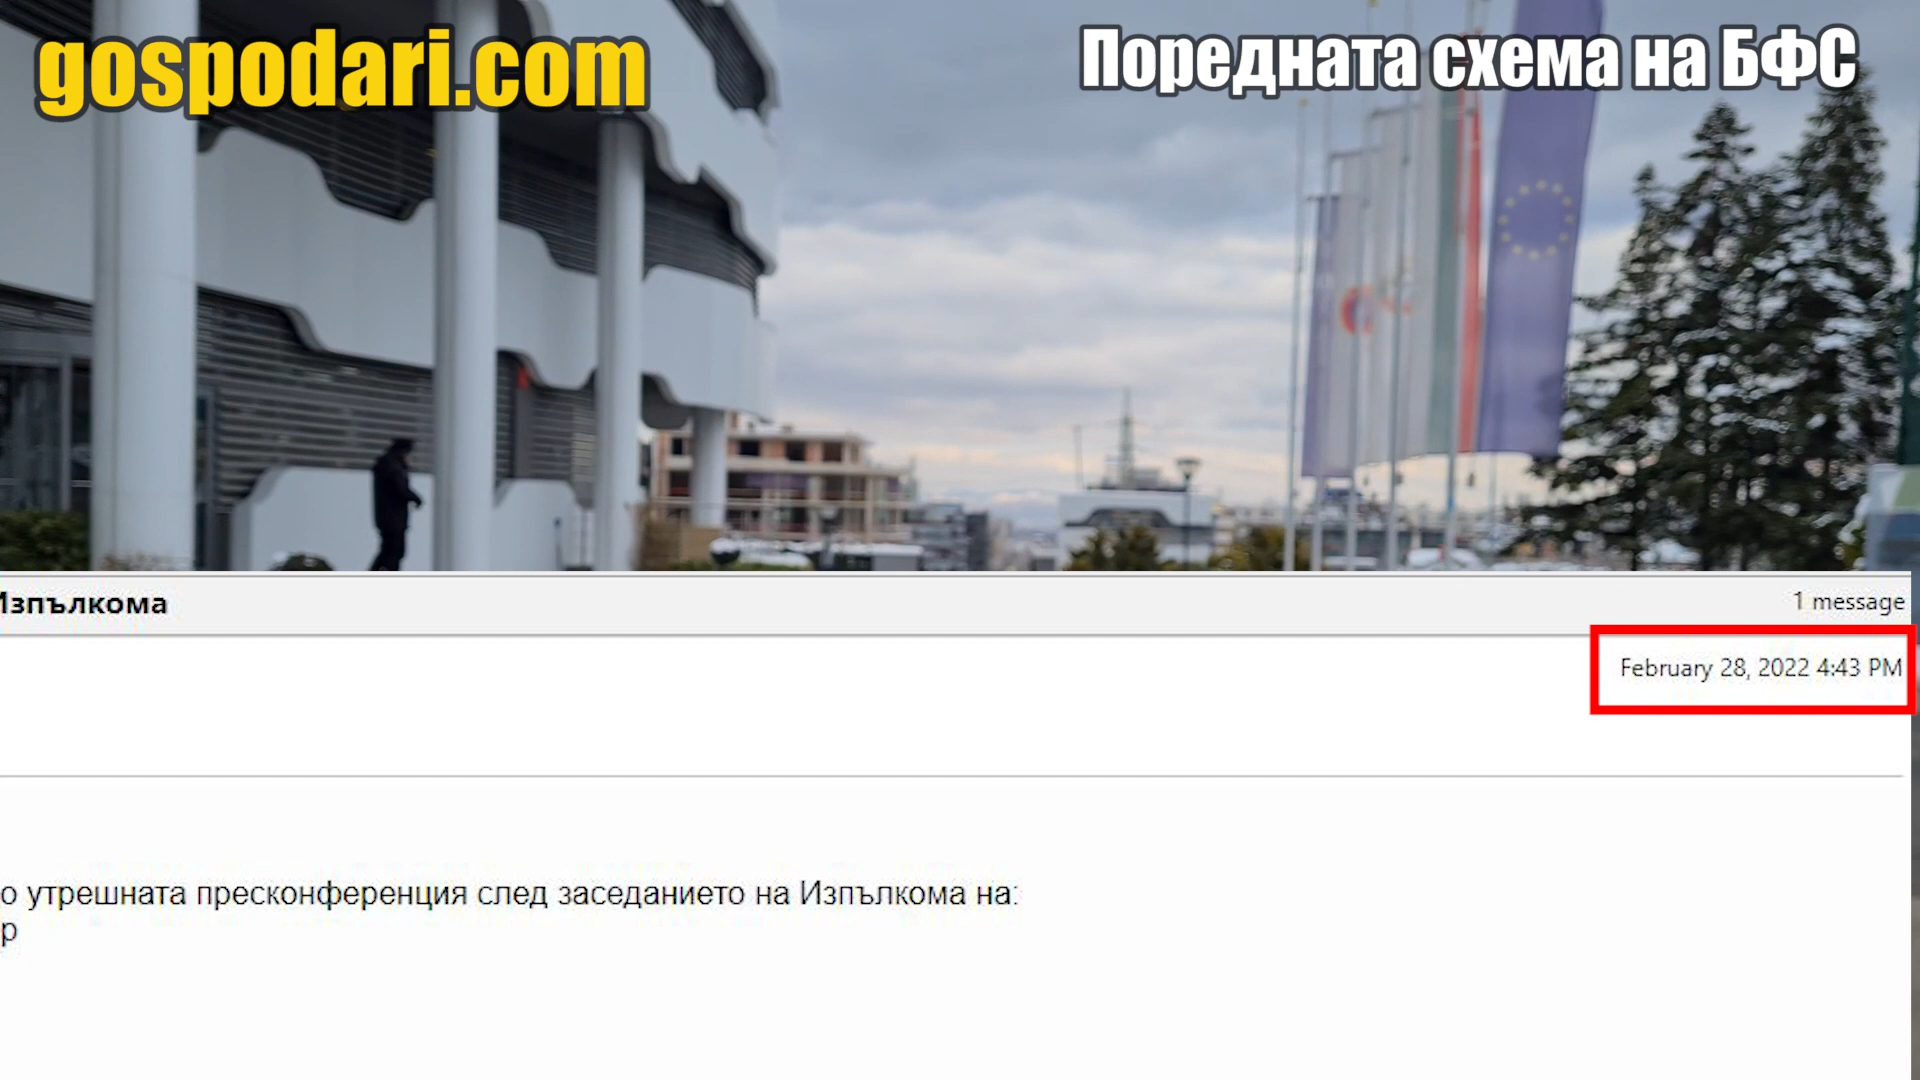 gospodari.com
Поредната схема на БФС
Изпълкома
1 message
February 28, 2022 4:43 PM
о утрешната пресконференция след заседанието на Изпълкома на:
р